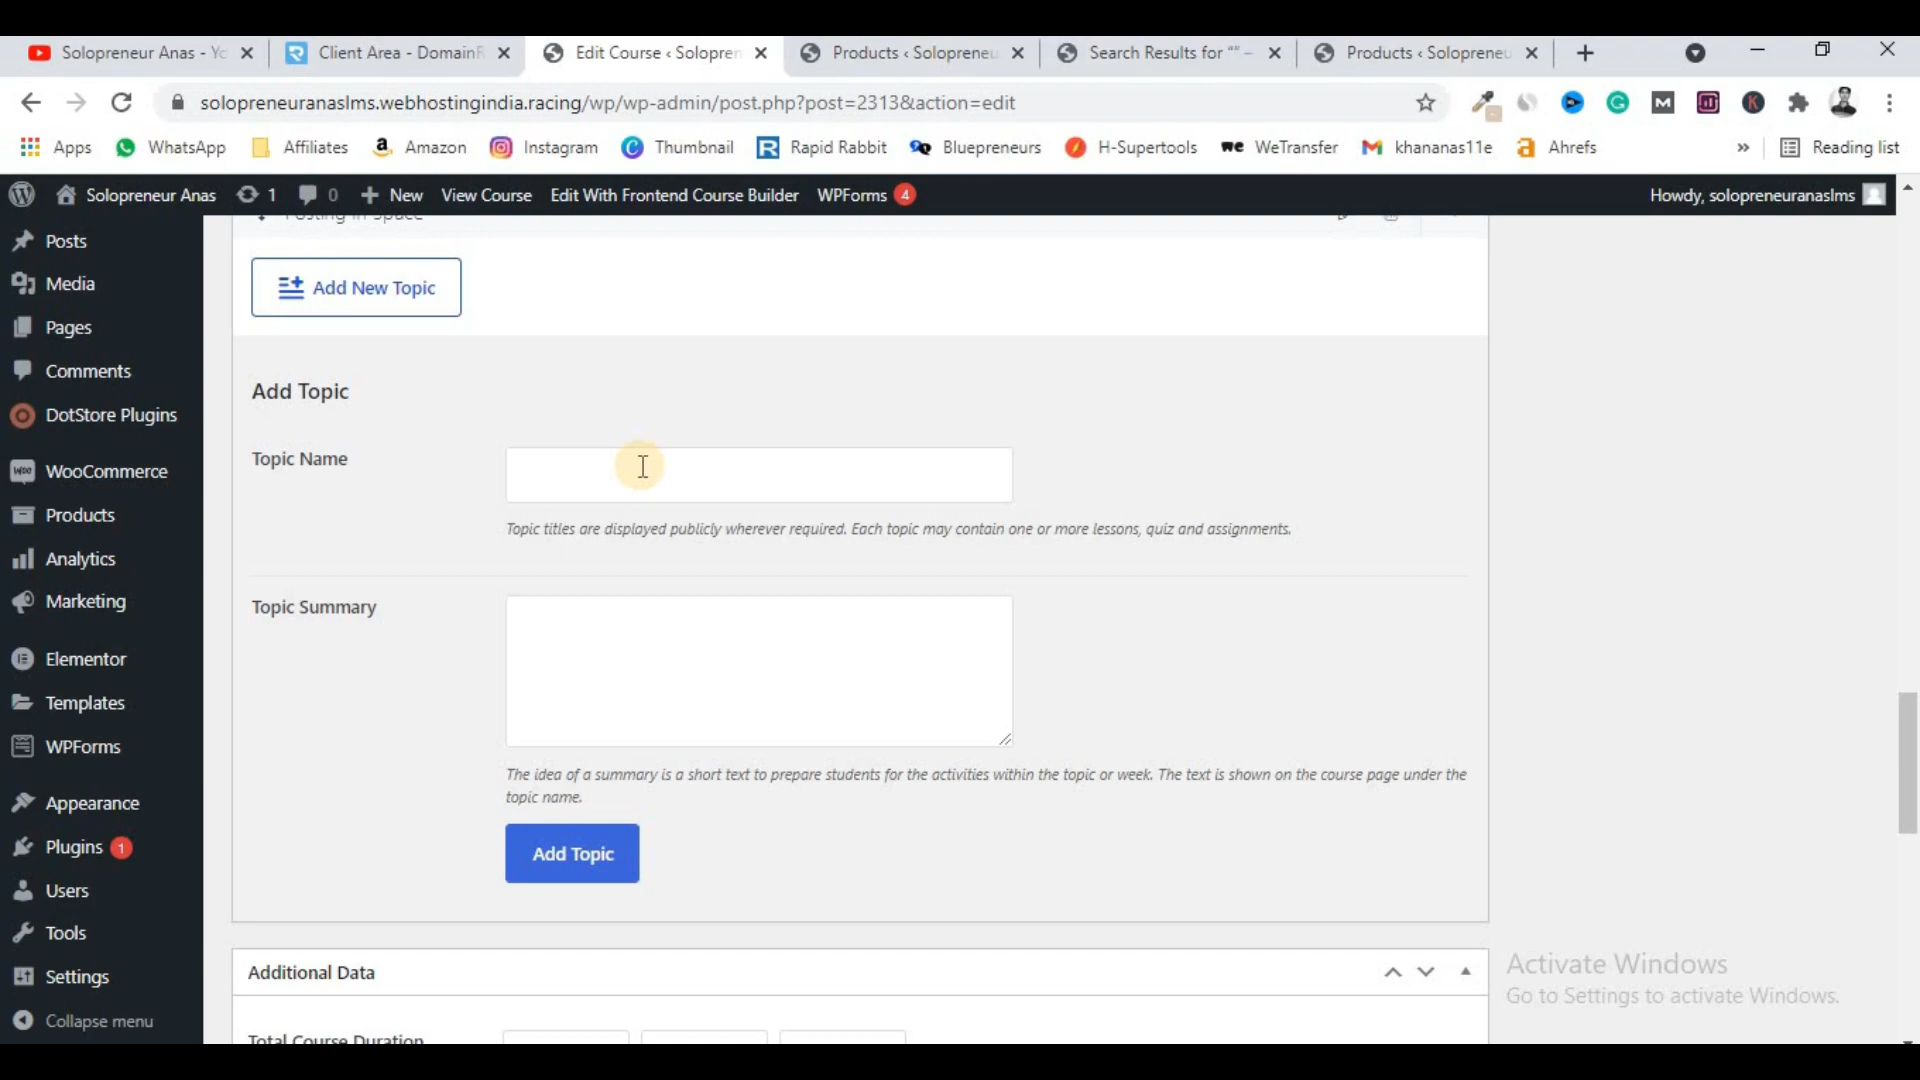 Solopreneur Anas - Yo
Client Area - DomainR
Edit Course ‹ Solopren
Products ‹ Solopreneu
Search Results for "" –
Products ‹ Solopreneu
solopreneuranaslms.webhostingindia.racing/wp/wp-admin/post.php?post=2313&action=edit
Apps
WhatsApp
Affiliates
Amazon
Instagram
Thumbnail
Rapid Rabbit
Bluepreneurs
H-Supertools
WeTransfer
khananas11e
Ahrefs
Reading list
Solopreneur Anas
1
0
New
View Course
Edit With Frontend Course Builder
WPForms 4
Howdy, solopreneuranaslms
Posts
Media
Pages
Comments
DotStore Plugins
WooCommerce
Products
Analytics
Marketing
Elementor
Templates
WPForms
Appearance
Plugins 1
Users
Tools
Settings
Collapse menu
Add New Topic
Add Topic
Topic Name
Topic titles are displayed publicly wherever required. Each topic may contain one or more lessons, quiz and assignments.
Topic Summary
The idea of a summary is a short text to prepare students for the activities within the topic or week. The text is shown on the course page under the
topic name.
Add Topic
Additional Data
Total Course Duration
Activate Windows
Go to Settings to activate Windows.